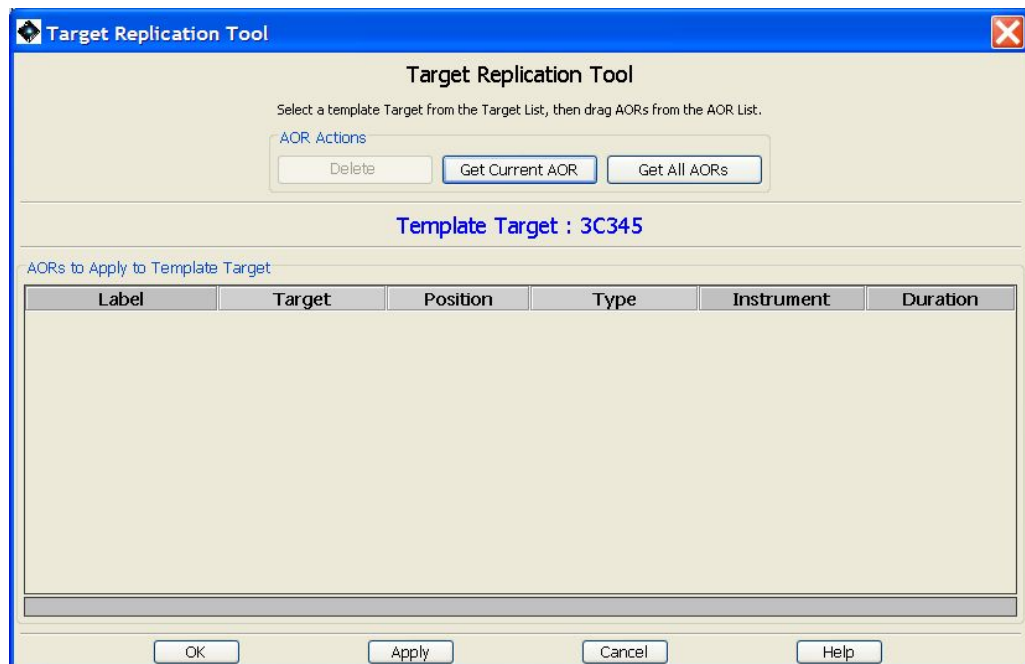 Target Replication Tool
Target Replication Tool
Select a template Target from the Target List, then drag AORs from the AOR List.
AOR Actions
Delete Get Current AOR Get All AORs
Template Target : 3C345
AORs to Apply to Template Target
Label Target Position Type Instrument Duration
OK Apply Cancel Help